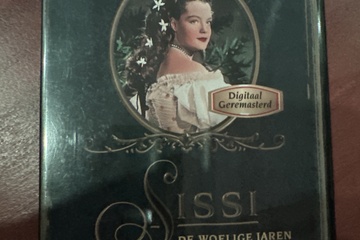 Digitaal
Geremasterd
SISSI
DE WOELIGE JAREN